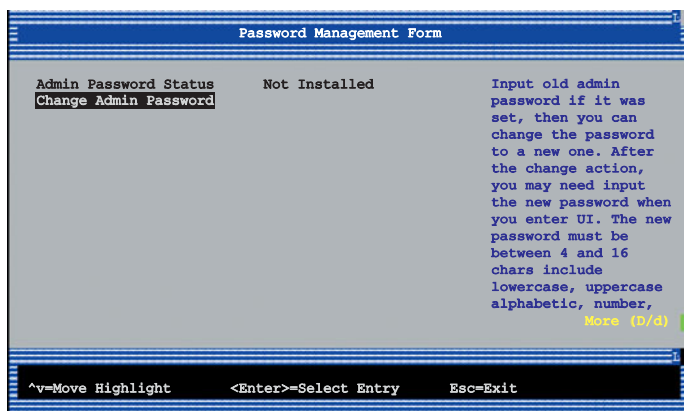 Password Management Form
Admin Password Status Not Installed
Change Admin Password
Input old admin
password if it was
set, then you can
change the password
to a new one. After
the change action,
you may need input
the new password when
you enter UI. The new
password must be
between 4 and 16
chars include
lowercase, uppercase
alphabetic, number,
More (D/d)
^v=Move Highlight <Enter>=Select Entry Esc=Exit